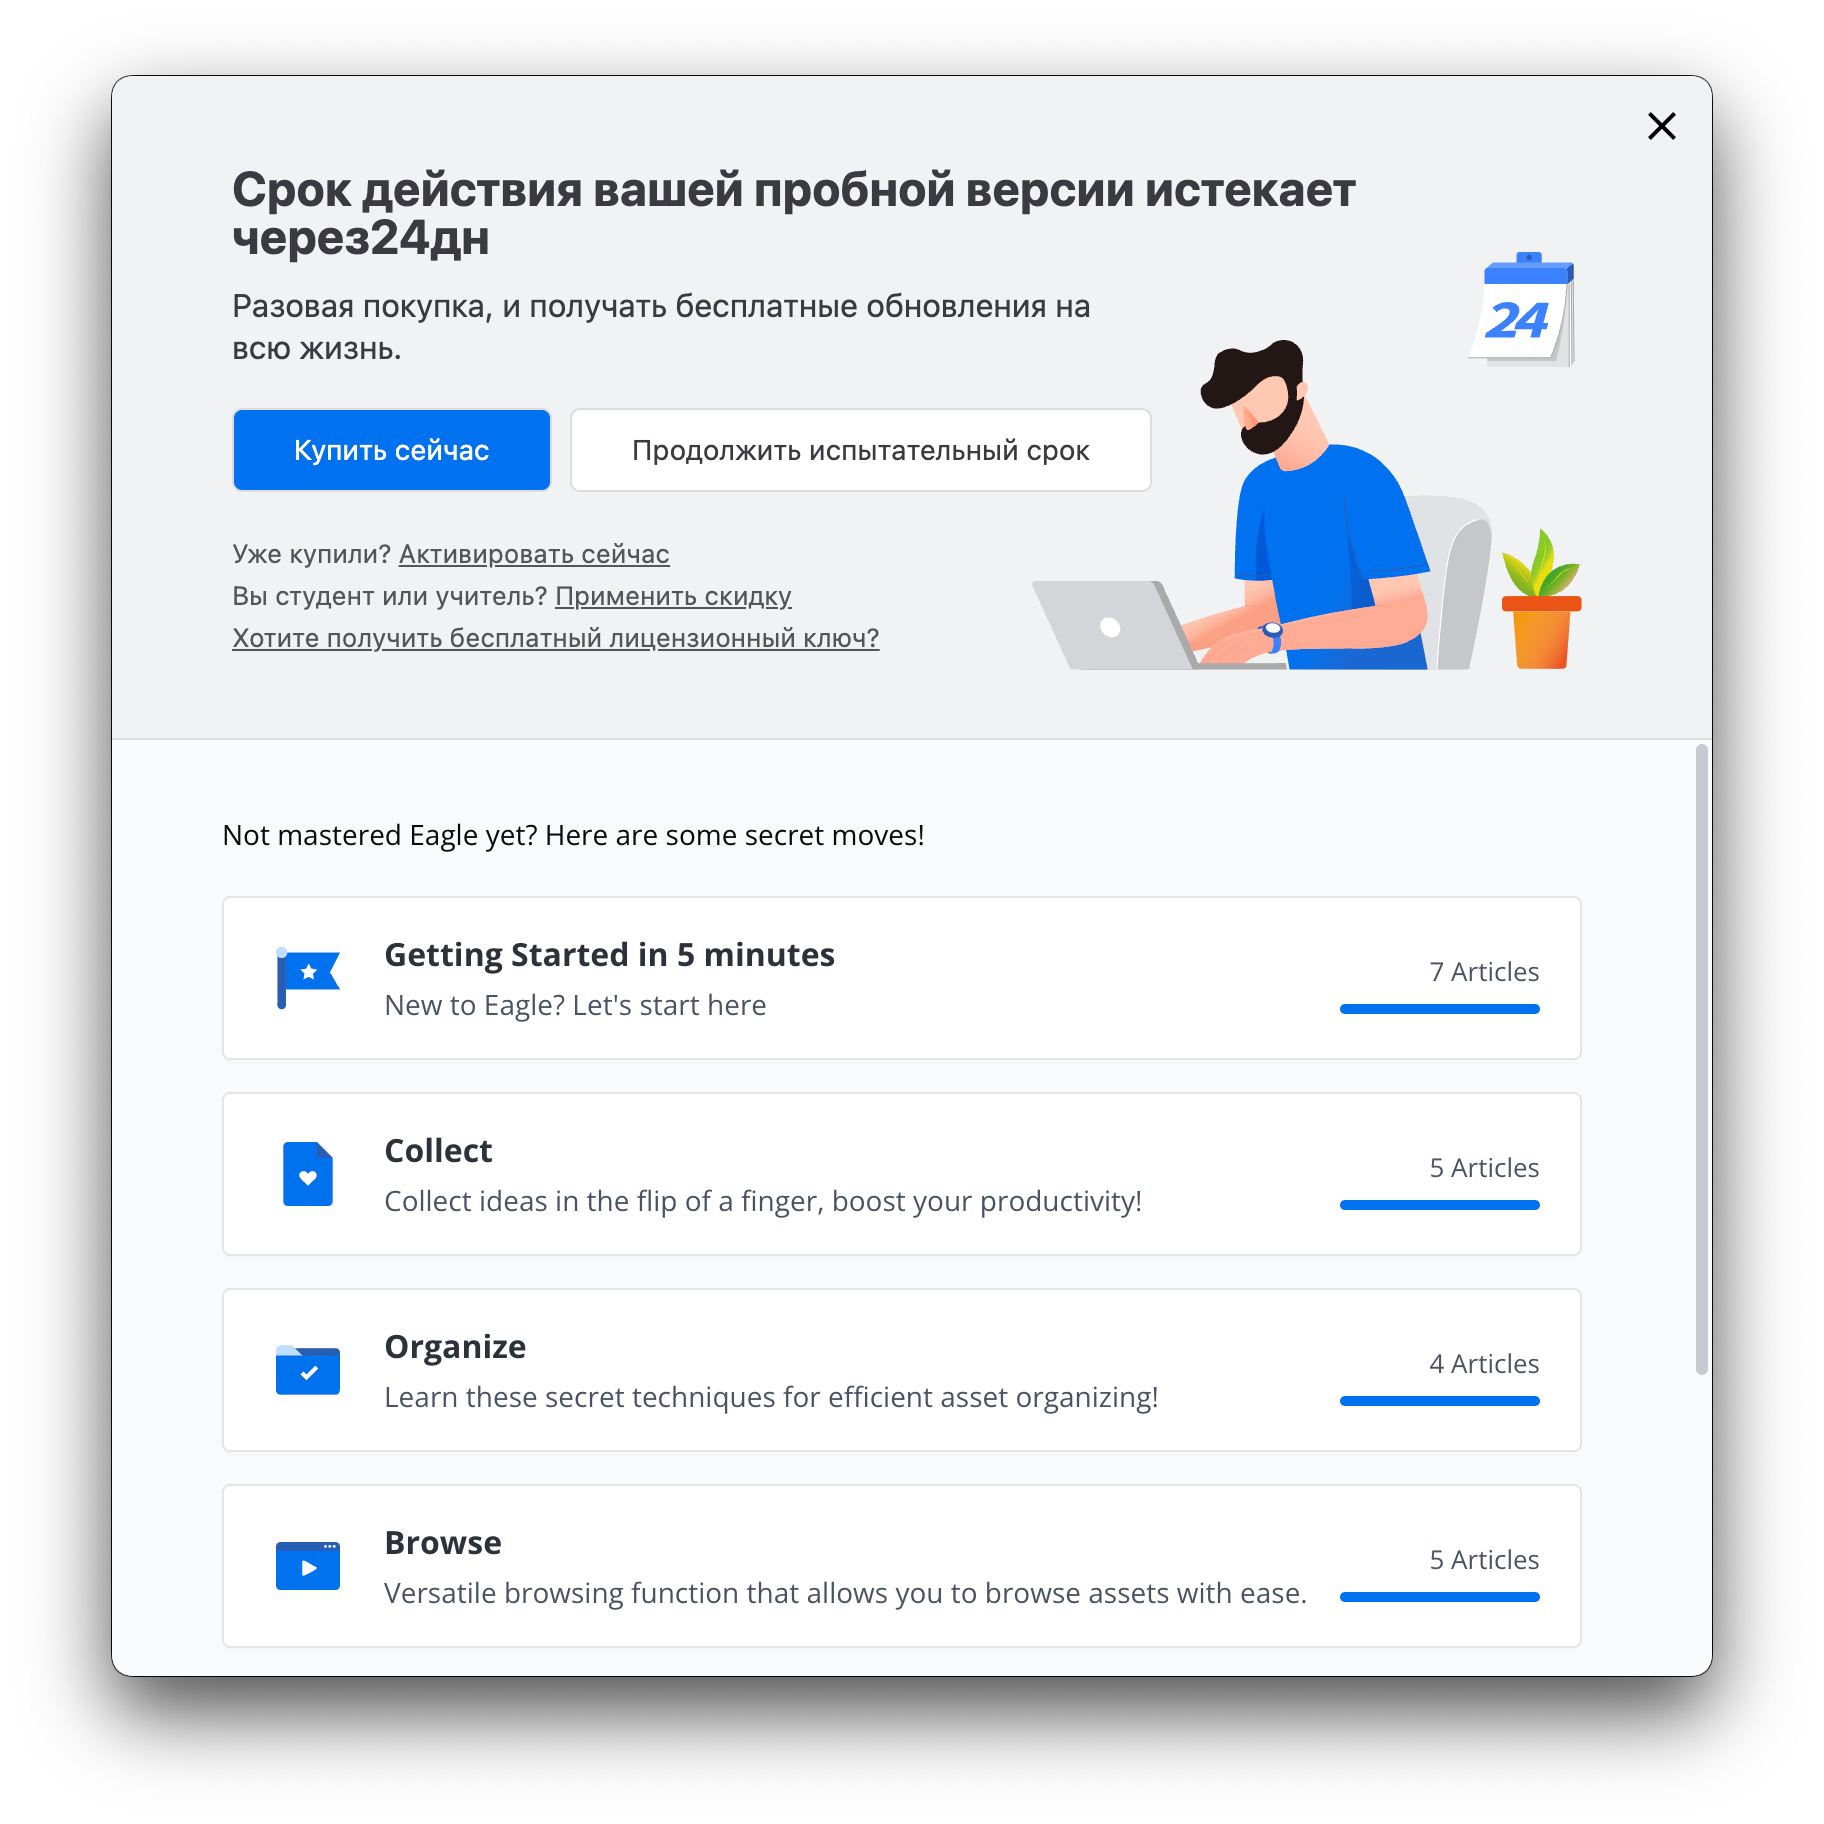 Срок действия вашей пробной версии истекает
через24дн
Разовая покупка, и получать бесплатные обновления на
всю жизнь.
24
Купить сейчас
Продолжить испытательный срок
Уже купили? Активировать сейчас
Вы студент или учитель? Применить скидку
Хотите получить бесплатный лицензионный ключ?
Not mastered Eagle yet? Here are some secret moves!
Getting Started in 5 minutes
New to Eagle? Let's start here
7 Articles
Collect
Collect ideas in the flip of a finger, boost your productivity!
5 Articles
Organize
Learn these secret techniques for efficient asset organizing!
4 Articles
Browse
Versatile browsing function that allows you to browse assets with ease.
5 Articles